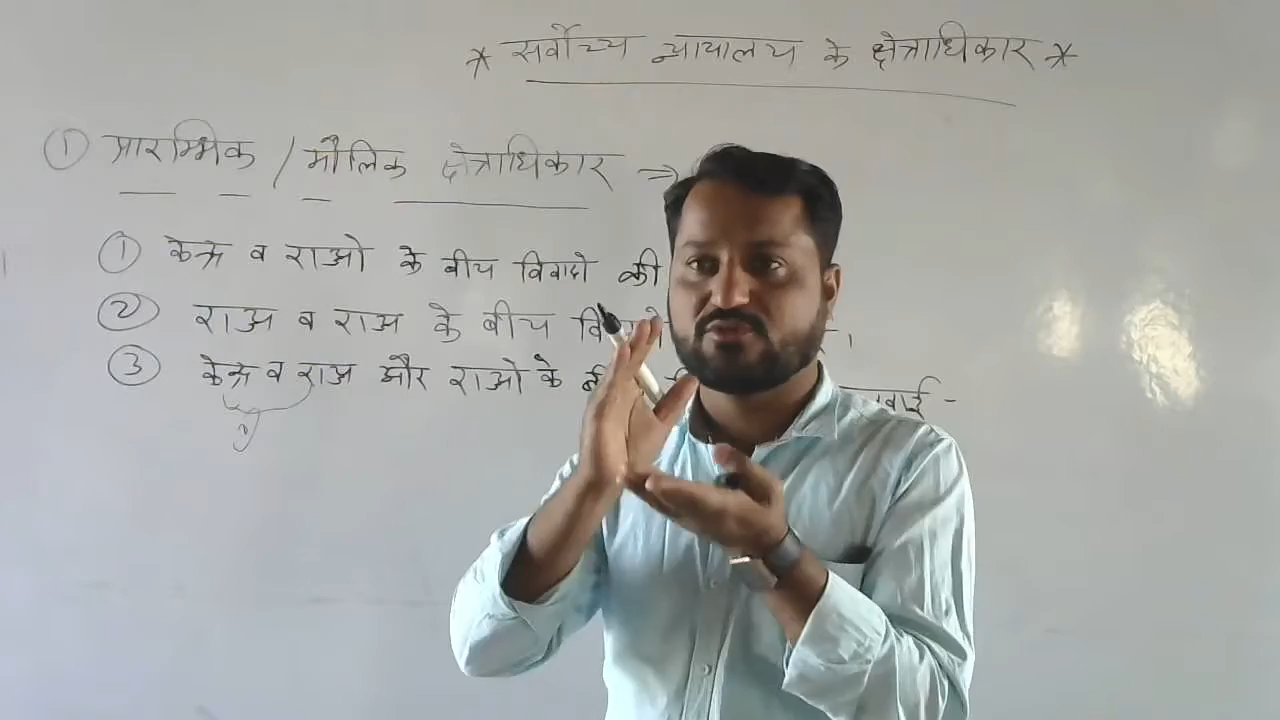 * सर्वोच्च न्यायालय के क्षेत्राधिकार *
① प्रारम्भिक / मौलिक क्षेत्राधिकार →
① केन्द्र व राज्यो के बीच विवादो की
② राज्य व राज्य के बीच
③ केन्द्र व राज्य और राज्यो के